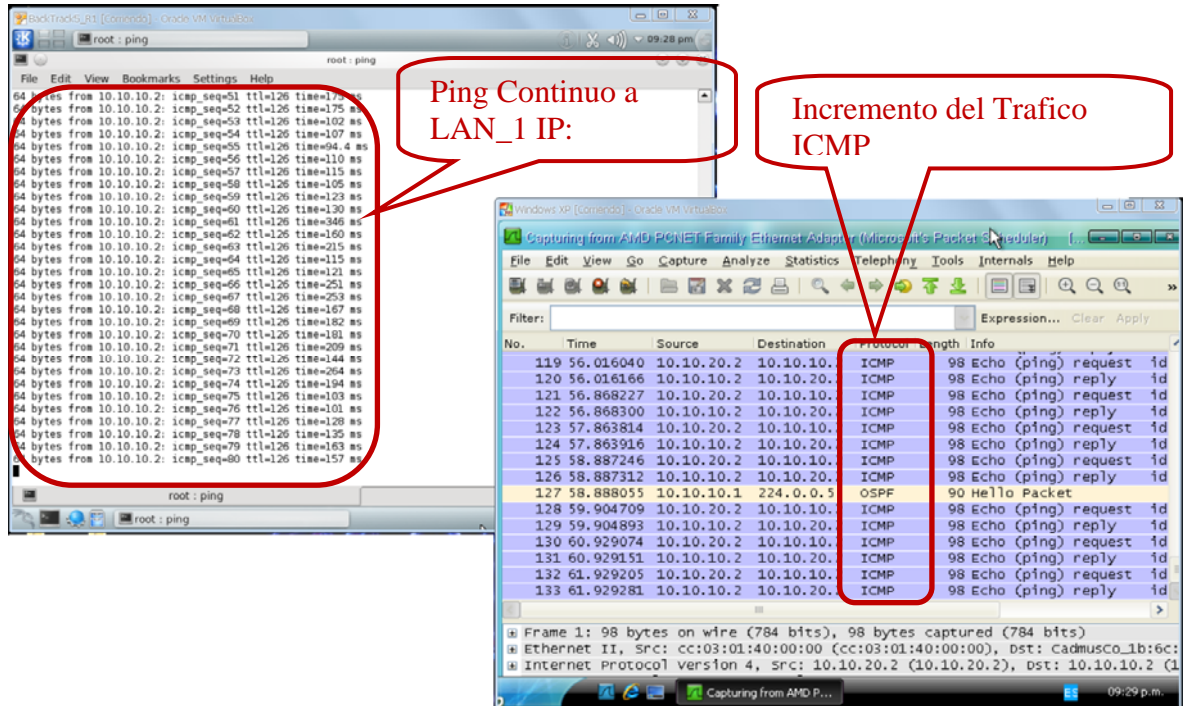 BackTrack5_R1 [Corriendo] - Oracle VM VirtualBox
root : ping
09:28 pm
root : ping
File Edit View Bookmarks Settings Help
64 bytes from 10.10.10.2: icmp_seq=51 ttl=126 time=175 ms
64 bytes from 10.10.10.2: icmp_seq=52 ttl=126 time=175 ms
64 bytes from 10.10.10.2: icmp_seq=53 ttl=126 time=102 ms
64 bytes from 10.10.10.2: icmp_seq=54 ttl=126 time=107 ms
64 bytes from 10.10.10.2: icmp_seq=55 ttl=126 time=94.4 ms
64 bytes from 10.10.10.2: icmp_seq=56 ttl=126 time=110 ms
64 bytes from 10.10.10.2: icmp_seq=57 ttl=126 time=115 ms
64 bytes from 10.10.10.2: icmp_seq=58 ttl=126 time=105 ms
64 bytes from 10.10.10.2: icmp_seq=59 ttl=126 time=123 ms
64 bytes from 10.10.10.2: icmp_seq=60 ttl=126 time=130 ms
64 bytes from 10.10.10.2: icmp_seq=61 ttl=126 time=346 ms
64 bytes from 10.10.10.2: icmp_seq=62 ttl=126 time=160 ms
64 bytes from 10.10.10.2: icmp_seq=63 ttl=126 time=215 ms
64 bytes from 10.10.10.2: icmp_seq=64 ttl=126 time=115 ms
64 bytes from 10.10.10.2: icmp_seq=65 ttl=126 time=121 ms
64 bytes from 10.10.10.2: icmp_seq=66 ttl=126 time=251 ms
64 bytes from 10.10.10.2: icmp_seq=67 ttl=126 time=253 ms
64 bytes from 10.10.10.2: icmp_seq=68 ttl=126 time=167 ms
64 bytes from 10.10.10.2: icmp_seq=69 ttl=126 time=182 ms
64 bytes from 10.10.10.2: icmp_seq=70 ttl=126 time=181 ms
64 bytes from 10.10.10.2: icmp_seq=71 ttl=126 time=209 ms
64 bytes from 10.10.10.2: icmp_seq=72 ttl=126 time=144 ms
64 bytes from 10.10.10.2: icmp_seq=73 ttl=126 time=264 ms
64 bytes from 10.10.10.2: icmp_seq=74 ttl=126 time=194 ms
64 bytes from 10.10.10.2: icmp_seq=75 ttl=126 time=103 ms
64 bytes from 10.10.10.2: icmp_seq=76 ttl=126 time=101 ms
64 bytes from 10.10.10.2: icmp_seq=77 ttl=126 time=128 ms
64 bytes from 10.10.10.2: icmp_seq=78 ttl=126 time=135 ms
64 bytes from 10.10.10.2: icmp_seq=79 ttl=126 time=163 ms
64 bytes from 10.10.10.2: icmp_seq=80 ttl=126 time=157 ms
root : ping
root : ping
Ping Continuo a
LAN_1 IP:
Incremento del Trafico
ICMP
Windows XP [Corriendo] - Oracle VM VirtualBox
Capturing from AMD PCNET Family Ethernet Adapter (Microsoft's Packet Scheduler)
File Edit View Go Capture Analyze Statistics Telephony Tools Internals Help
Filter: Expression... Clear Apply
No. Time Source Destination Protocol Length Info
119 56.016040 10.10.20.2 10.10.10. ICMP 98 Echo (ping) request id
120 56.016166 10.10.10.2 10.10.20. ICMP 98 Echo (ping) reply id
121 56.868227 10.10.20.2 10.10.10. ICMP 98 Echo (ping) request id
122 56.868300 10.10.10.2 10.10.20. ICMP 98 Echo (ping) reply id
123 57.863814 10.10.20.2 10.10.10. ICMP 98 Echo (ping) request id
124 57.863916 10.10.10.2 10.10.20. ICMP 98 Echo (ping) reply id
125 58.887246 10.10.20.2 10.10.10. ICMP 98 Echo (ping) request id
126 58.887312 10.10.10.2 10.10.20. ICMP 98 Echo (ping) reply id
127 58.888055 10.10.10.1 224.0.0.5 OSPF 90 Hello Packet
128 59.904709 10.10.20.2 10.10.10. ICMP 98 Echo (ping) request id
129 59.904893 10.10.10.2 10.10.20. ICMP 98 Echo (ping) reply id
130 60.929074 10.10.20.2 10.10.10. ICMP 98 Echo (ping) request id
131 60.929151 10.10.10.2 10.10.20. ICMP 98 Echo (ping) reply id
132 61.929205 10.10.20.2 10.10.10. ICMP 98 Echo (ping) request id
133 61.929281 10.10.10.2 10.10.20. ICMP 98 Echo (ping) reply id
Frame 1: 98 bytes on wire (784 bits), 98 bytes captured (784 bits)
Ethernet II, Src: cc:03:01:40:00:00 (cc:03:01:40:00:00), Dst: CadmusCo_1b:6c:
Internet Protocol Version 4, Src: 10.10.20.2 (10.10.20.2), Dst: 10.10.10.2 (1
Capturing from AMD P...
ES
09:29 p.m.